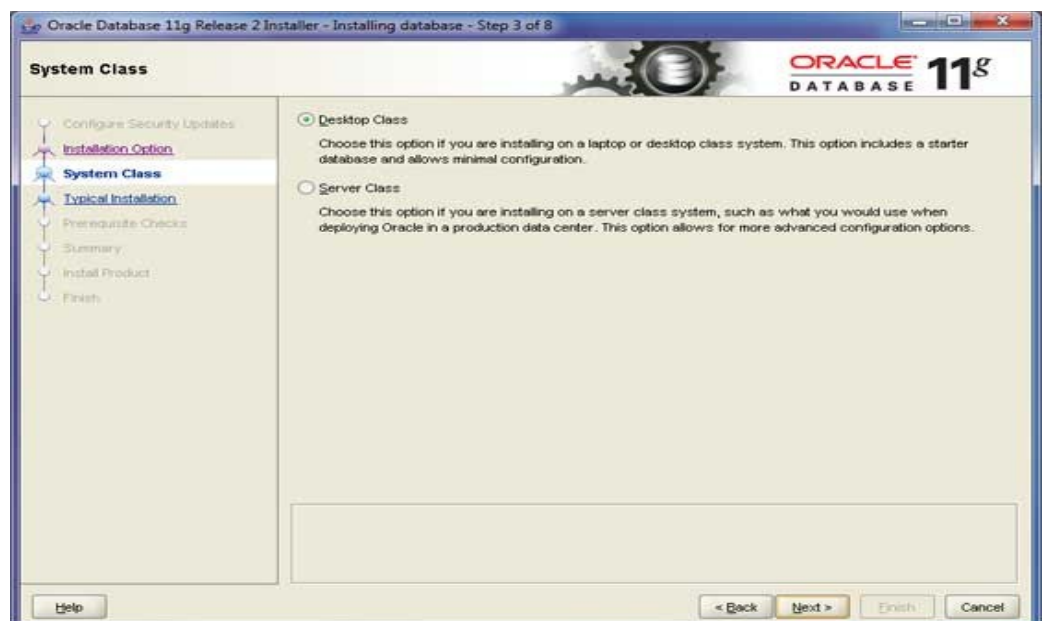 Oracle Database 11g Release 2 Installer - Installing database - Step 3 of 8
System Class
ORACLE
DATABASE
11g
Configure Security Updates
Installation Option
System Class
Typical Installation
Prerequisite Checks
Summary
Install Product
Finish
Desktop Class
Choose this option if you are installing on a laptop or desktop class system. This option includes a starter
database and allows minimal configuration.
Server Class
Choose this option if you are installing on a server class system, such as what you would use when
deploying Oracle in a production data center. This option allows for more advanced configuration options.
Help
< Back
Next >
Finish
Cancel